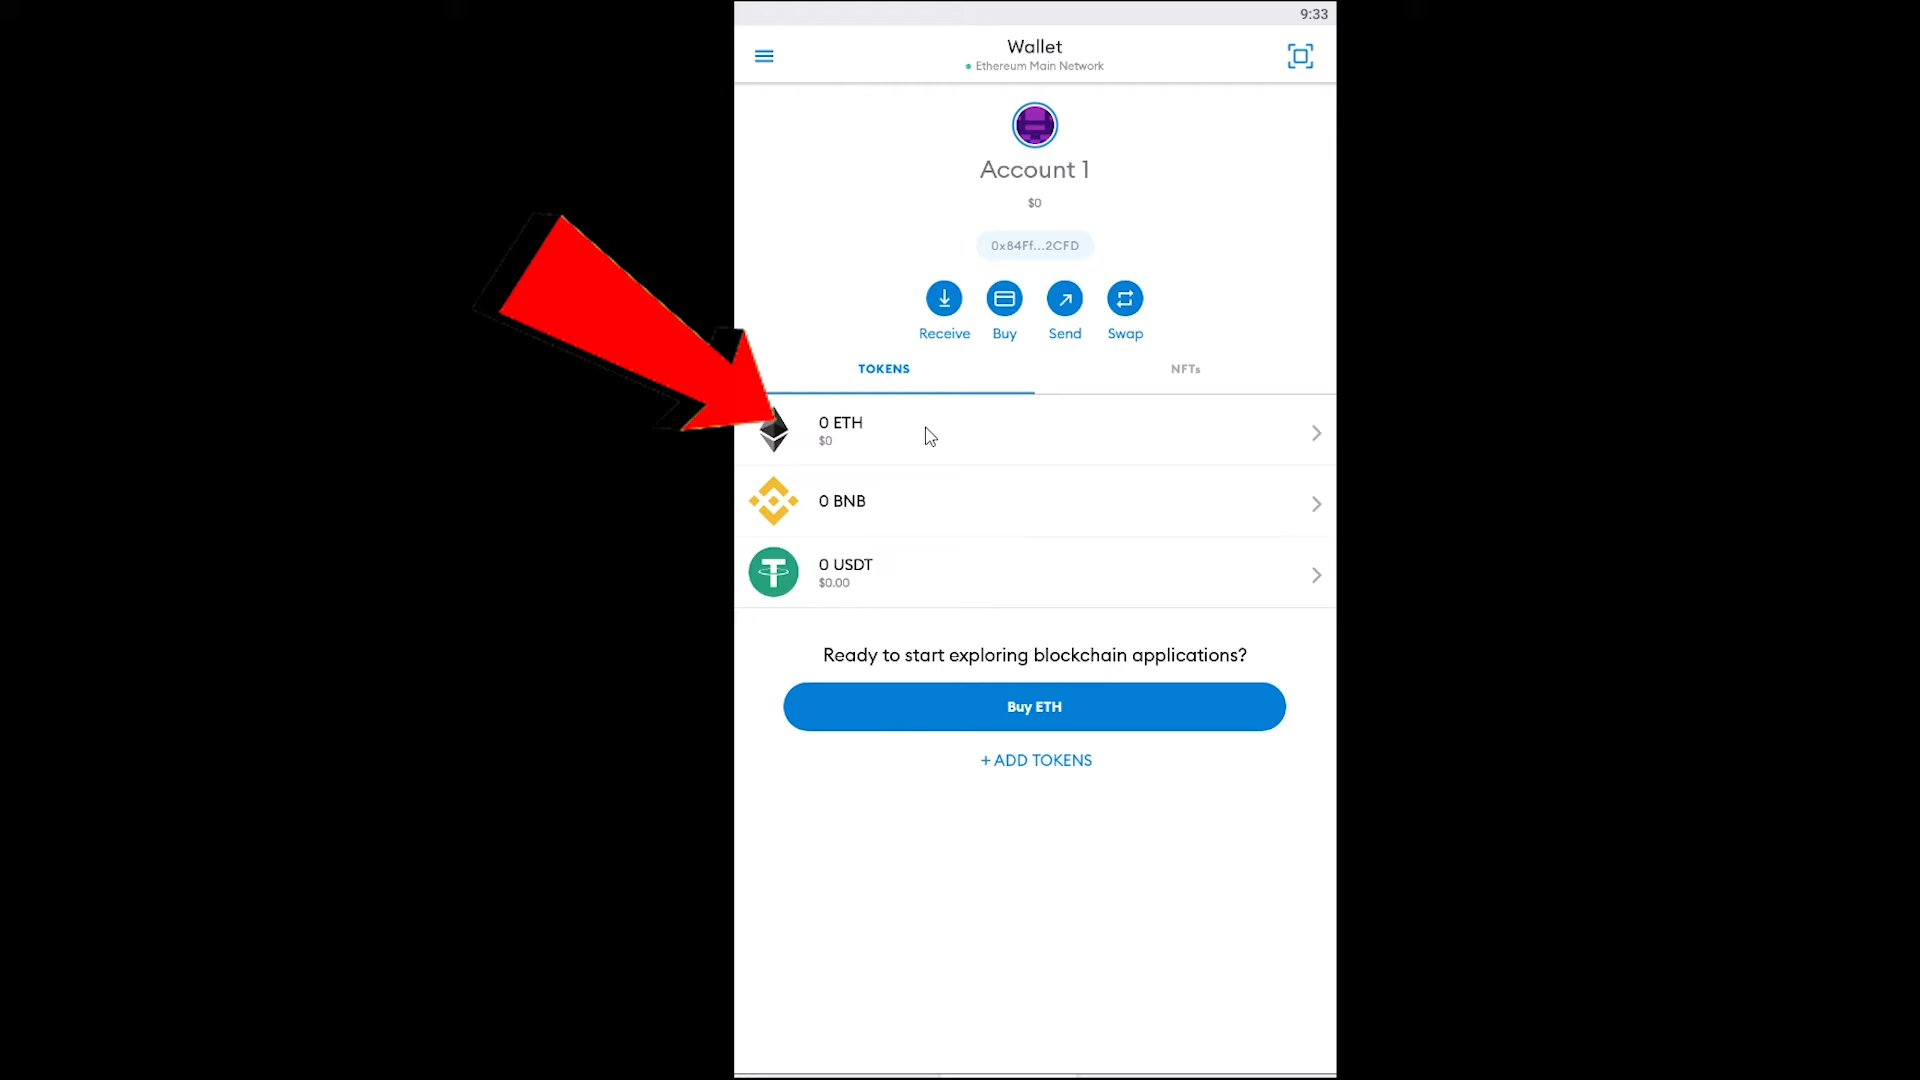 9:33
Wallet
Ethereum Main Network
Account 1
$0
0x84Ff...2CFD
Receive Buy Send Swap
TOKENS NFTs
0 ETH
$0
0 BNB
0 USDT
$0.00
Ready to start exploring blockchain applications?
Buy ETH
+ ADD TOKENS